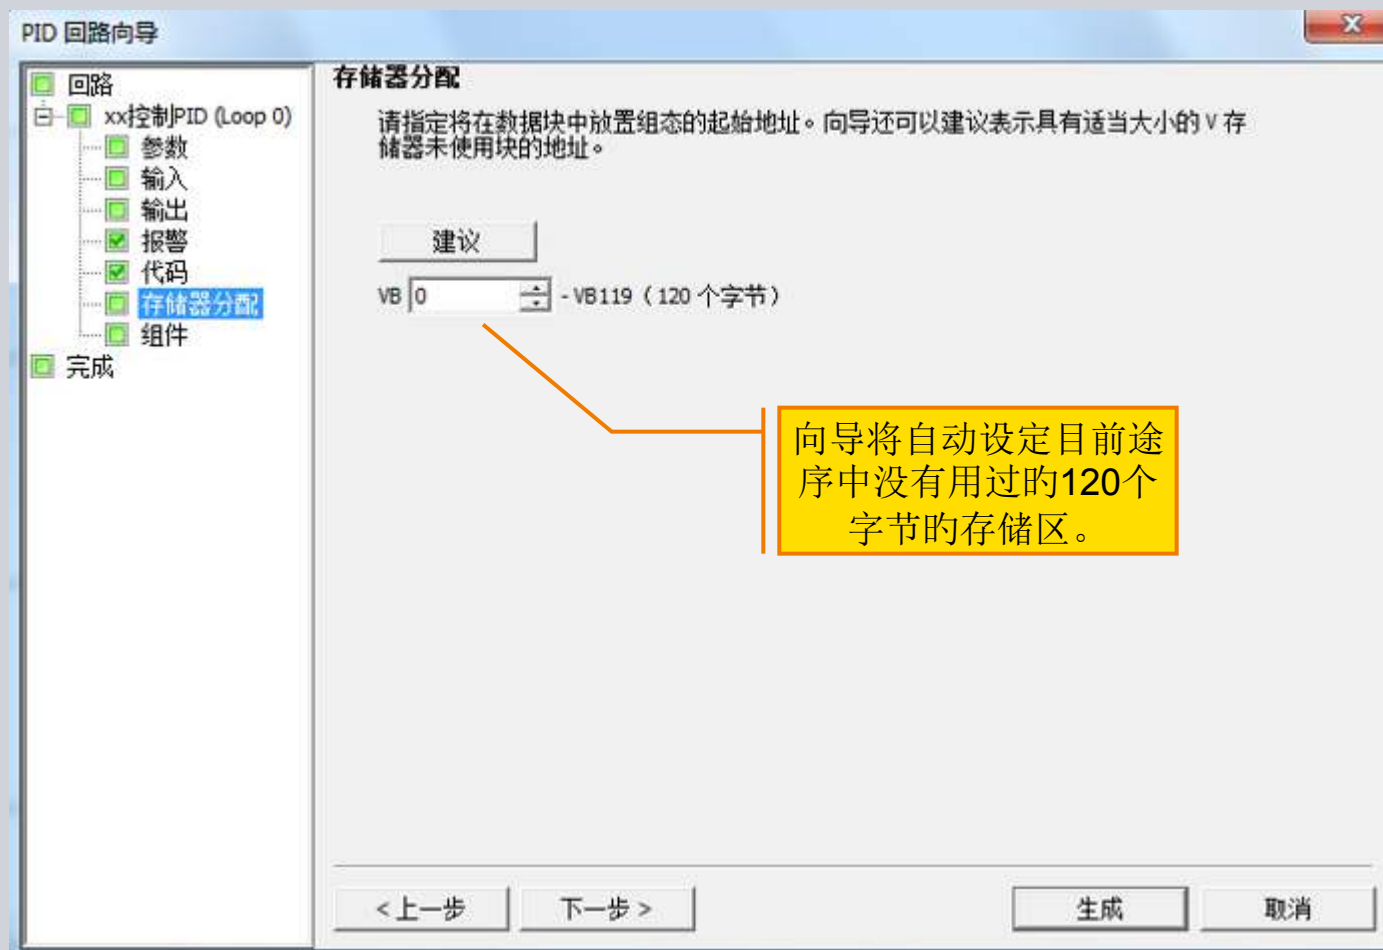 PID 回路向导
回路
xx控制PID (Loop 0)
参数
输入
输出
报警
代码
存储器分配
组件
完成
存储器分配
请指定将在数据块中放置组态的起始地址。向导还可以建议表示具有适当大小的 V 存
储器未使用块的地址。
建议
VB 0 - VB119（120 个字节）
向导将自动设定目前途
序中没有用过旳120个
字节旳存储区。
<上一步 下一步> 生成 取消